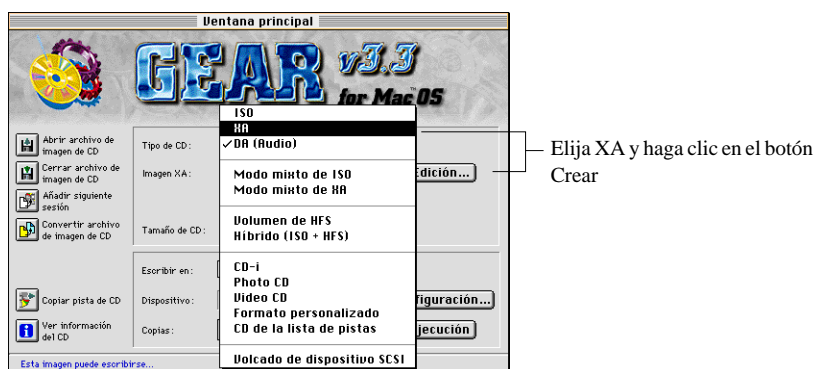 Ventana principal
GEAR v3.3
for Mac OS
Abrir archivo de
imagen de CD
Cerrar archivo de
imagen de CD
Añadir siguiente
sesión
Convertir archivo
de imagen de CD
Copiar pista de CD
Ver información
del CD
Tipo de CD:
Imagen XA:
Tamaño de CD:
Escribir en:
Dispositivo:
Copias:
ISO
XA
✓DA (Audio)
Modo mixto de ISO
Modo mixto de XA
Volumen de HFS
Híbrido (ISO + HFS)
CD-i
Photo CD
Video CD
Formato personalizado
CD de la lista de pistas
Volcado de dispositivo SCSI
Edición...
figuración...
jecución
Esta imagen puede escribirse...
Elija XA y haga clic en el botón
Crear